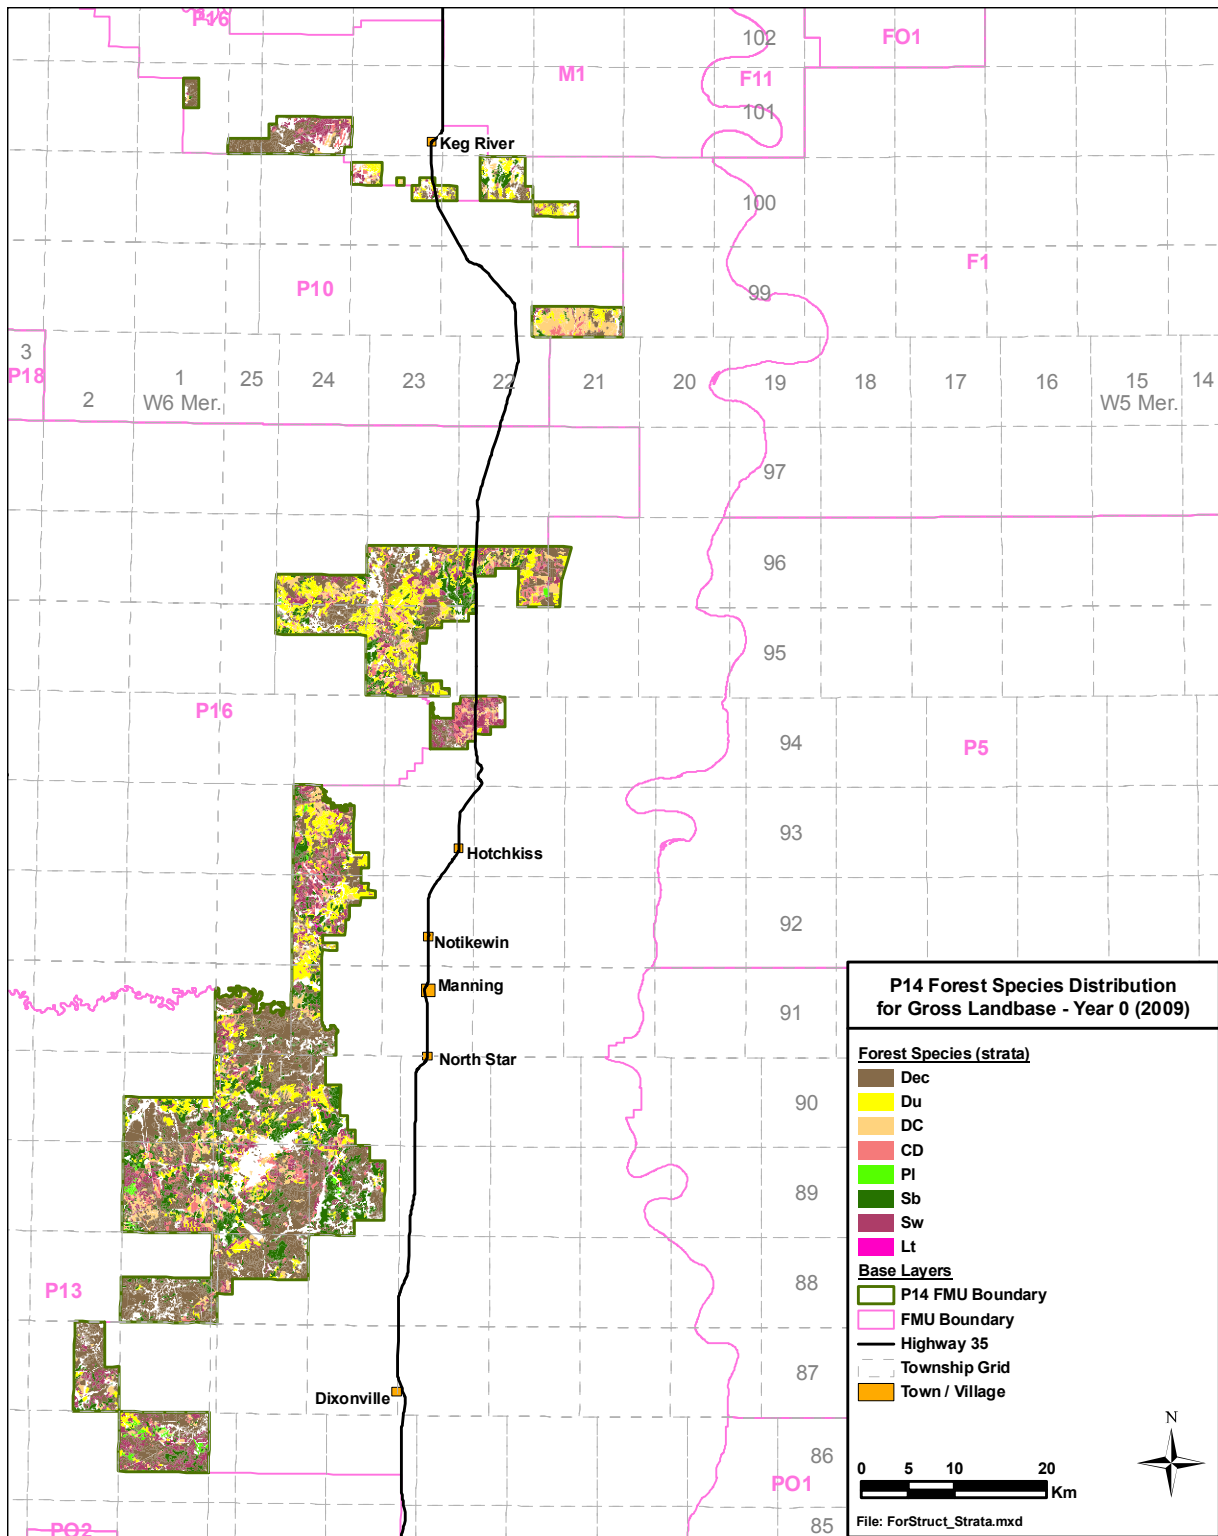 P16
102
FO1
M1
F11
101
Keg River
100
F1
99
P10
3
P18
2
1
W6 Mer.
25
24
23
22
21
20
19
18
17
16
15
W5 Mer.
14
97
96
95
P16
94
P5
93
Hotchkiss
92
Notikewin
Manning
91
North Star
90
89
88
P13
87
Dixonville
86
PO1
85
PO2
P14 Forest Species Distribution
for Gross Landbase - Year 0 (2009)
Forest Species (strata)
Dec
Du
DC
CD
Pl
Sb
Sw
Lt
Base Layers
P14 FMU Boundary
FMU Boundary
Highway 35
Township Grid
Town / Village
N
0 5 10 20
Km
File: ForStruct_Strata.mxd